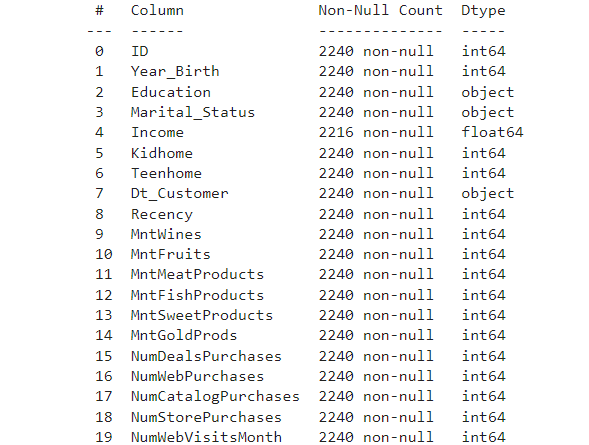 #   Column               Non-Null Count  Dtype
---  ------               --------------  -----
0   ID                   2240 non-null   int64
1   Year_Birth           2240 non-null   int64
2   Education            2240 non-null   object
3   Marital_Status       2240 non-null   object
4   Income               2216 non-null   float64
5   Kidhome              2240 non-null   int64
6   Teenhome             2240 non-null   int64
7   Dt_Customer          2240 non-null   object
8   Recency              2240 non-null   int64
9   MntWines             2240 non-null   int64
10  MntFruits            2240 non-null   int64
11  MntMeatProducts      2240 non-null   int64
12  MntFishProducts      2240 non-null   int64
13  MntSweetProducts     2240 non-null   int64
14  MntGoldProds         2240 non-null   int64
15  NumDealsPurchases    2240 non-null   int64
16  NumWebPurchases      2240 non-null   int64
17  NumCatalogPurchases  2240 non-null   int64
18  NumStorePurchases    2240 non-null   int64
19  NumWebVisitsMonth    2240 non-null   int64